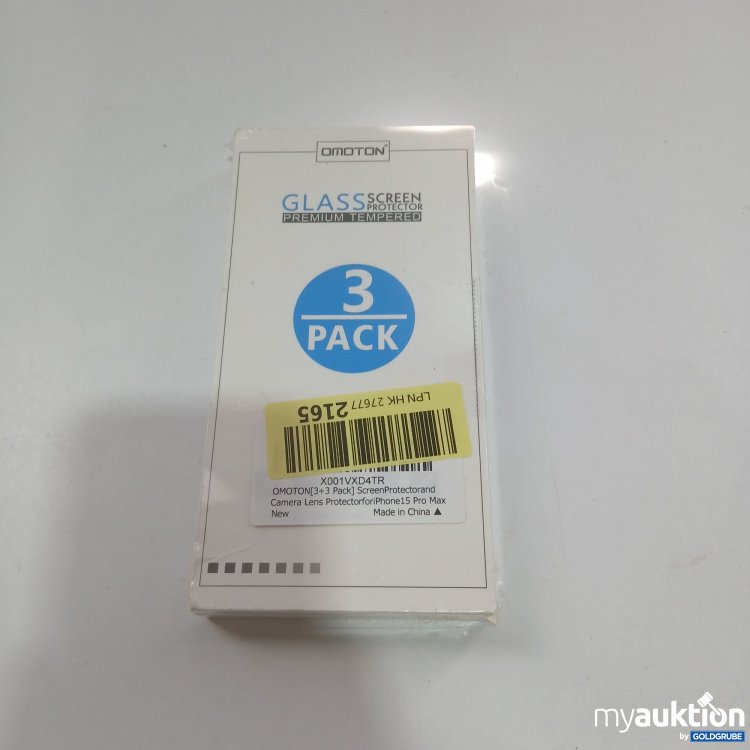 OMOTON®
GLASS SCREEN PROTECTOR
PREMIUM TEMPERED
3
PACK
LPN HK 27677 2165
X001VXD4TR
OMOTON[3+3 Pack] ScreenProtectorand
Camera Lens ProtectorforiPhone15 Pro Max
New Made in China ▲
myauktion
by GOLDGRUBE